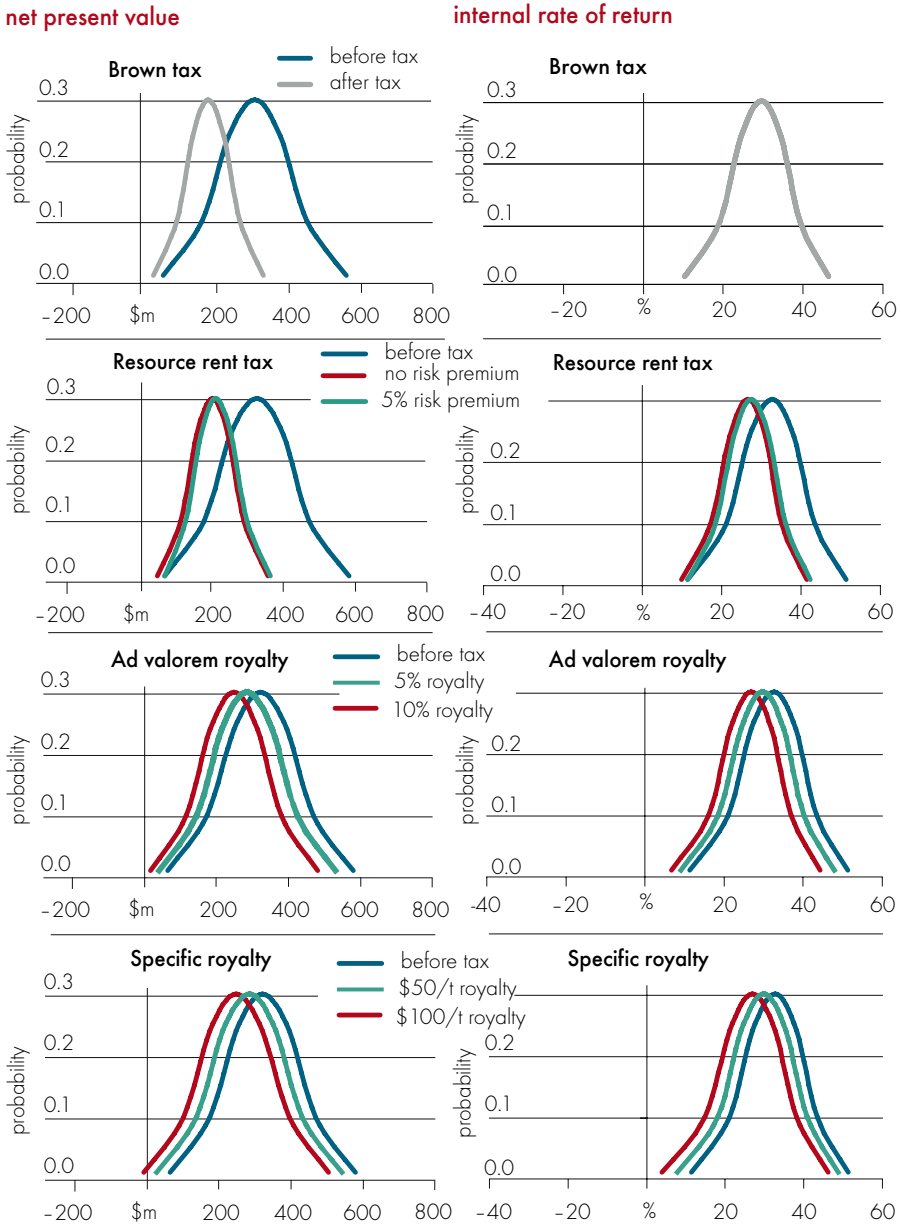 net present value
internal rate of return
Brown tax
before tax
after tax
probability
0.3
0.2
0.1
0.0
-200 $m 200 400 600 800
Brown tax
probability
0.3
0.2
0.1
0.0
-20 % 20 40 60
Resource rent tax
before tax
no risk premium
5% risk premium
probability
0.3
0.2
0.1
0.0
-200 $m 200 400 600 800
Resource rent tax
probability
0.3
0.2
0.1
0.0
-40 -20 % 20 40 60
Ad valorem royalty
before tax
5% royalty
10% royalty
probability
0.3
0.2
0.1
0.0
-200 $m 200 400 600 800
Ad valorem royalty
probability
0.2
0.1
0.0
-40 -20 % 20 40 60
Specific royalty
before tax
$50/t royalty
$100/t royalty
probability
0.3
0.2
0.1
0.0
-200 $m 200 400 600 800
Specific royalty
probability
0.2
0.1
0.0
-40 -20 % 20 40 60